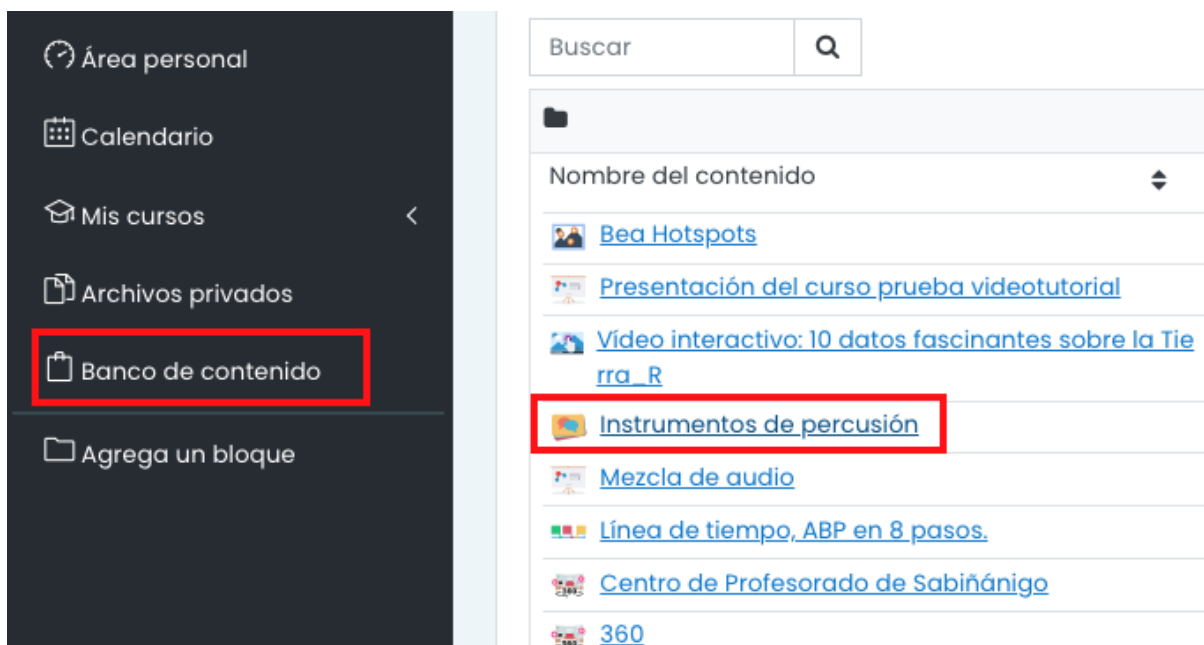 Área personal
Calendario
Mis cursos
Archivos privados
Banco de contenido
Agrega un bloque
Buscar
Nombre del contenido
Bea Hotspots
Presentación del curso prueba videotutorial
Vídeo interactivo: 10 datos fascinantes sobre la Tie
rra_R
Instrumentos de percusión
Mezcla de audio
Línea de tiempo, ABP en 8 pasos.
Centro de Profesorado de Sabiñánigo
360